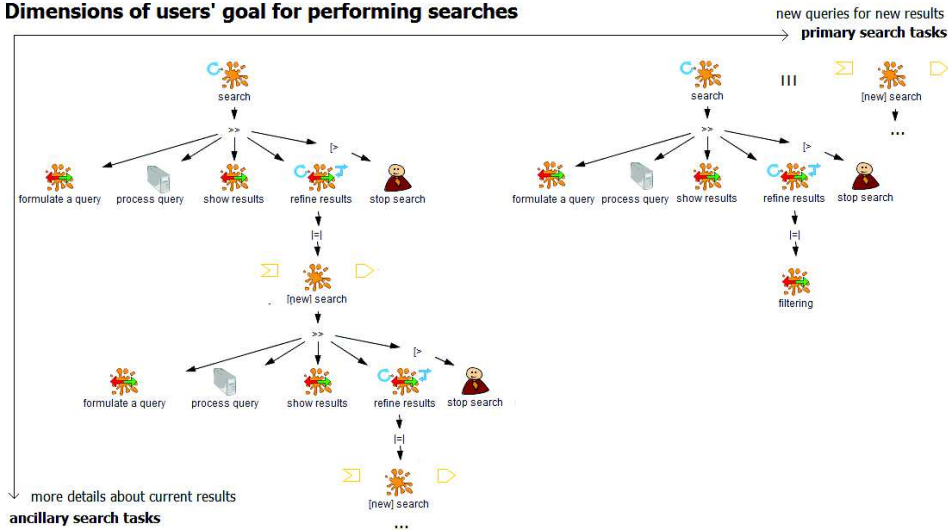 Dimensions of users' goal for performing searches
new queries for new results
primary search tasks
search
search
III
[new] search
...
>>
>>
[>
[>
formulate a query
process query
show results
refine results
stop search
formulate a query
process query
show results
refine results
stop search
|=|
|=|
[new] search
filtering
>>
[>
formulate a query
process query
show results
refine results
stop search
|=|
[new] search
...
more details about current results
ancillary search tasks